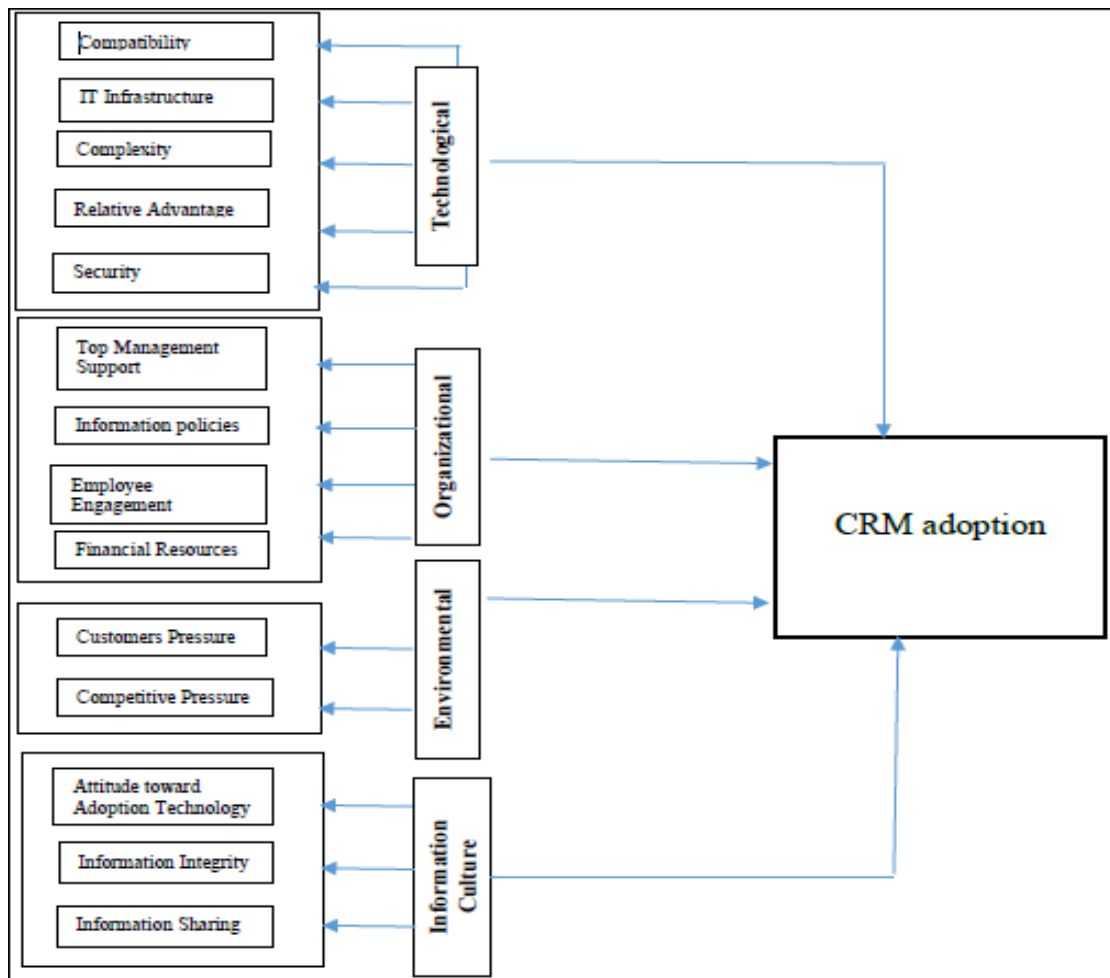 Compatibility
IT Infrastructure
Complexity
Relative Advantage
Security
Technological
Top Management
Support
Information policies
Employee
Engagement
Financial Resources
Organizational
Customers Pressure
Competitive Pressure
Environmental
Attitude toward
Adoption Technology
Information Integrity
Information Sharing
Information
Culture
CRM adoption